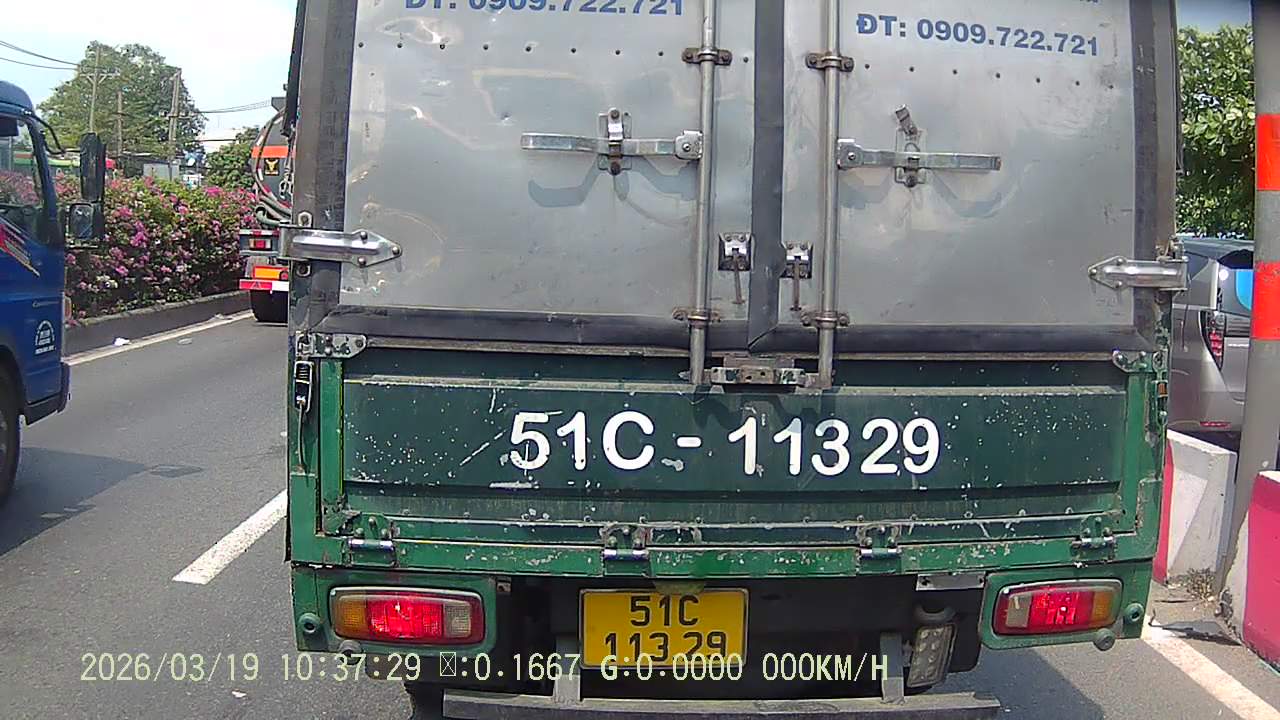 ĐT: 0909.722.721
ĐT: 0909.722.721
51C - 11329
51C
113 29
2026/03/19 10:37:29 :0.1667 G:0.0000 000KM/H